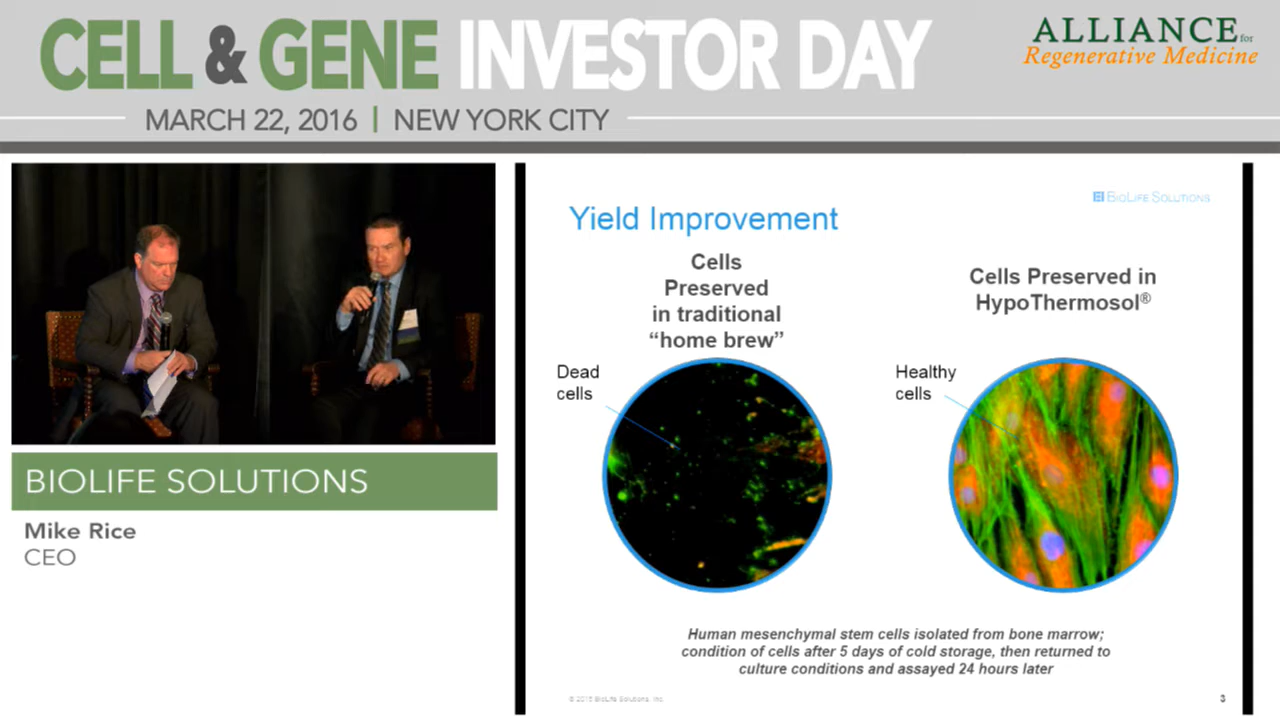 CELL & GENE INVESTOR DAY
MARCH 22, 2016 | NEW YORK CITY
ALLIANCE for
Regenerative Medicine
BIOLIFE SOLUTIONS
Mike Rice
CEO
BIOLIFE SOLUTIONS
Yield Improvement
Cells
Preserved
in traditional
“home brew”
Dead
cells
Cells Preserved in
HypoThermosol®
Healthy
cells
Human mesenchymal stem cells isolated from bone marrow;
condition of cells after 5 days of cold storage, then returned to
culture conditions and assayed 24 hours later
© 2015 BioLife Solutions, Inc.
3